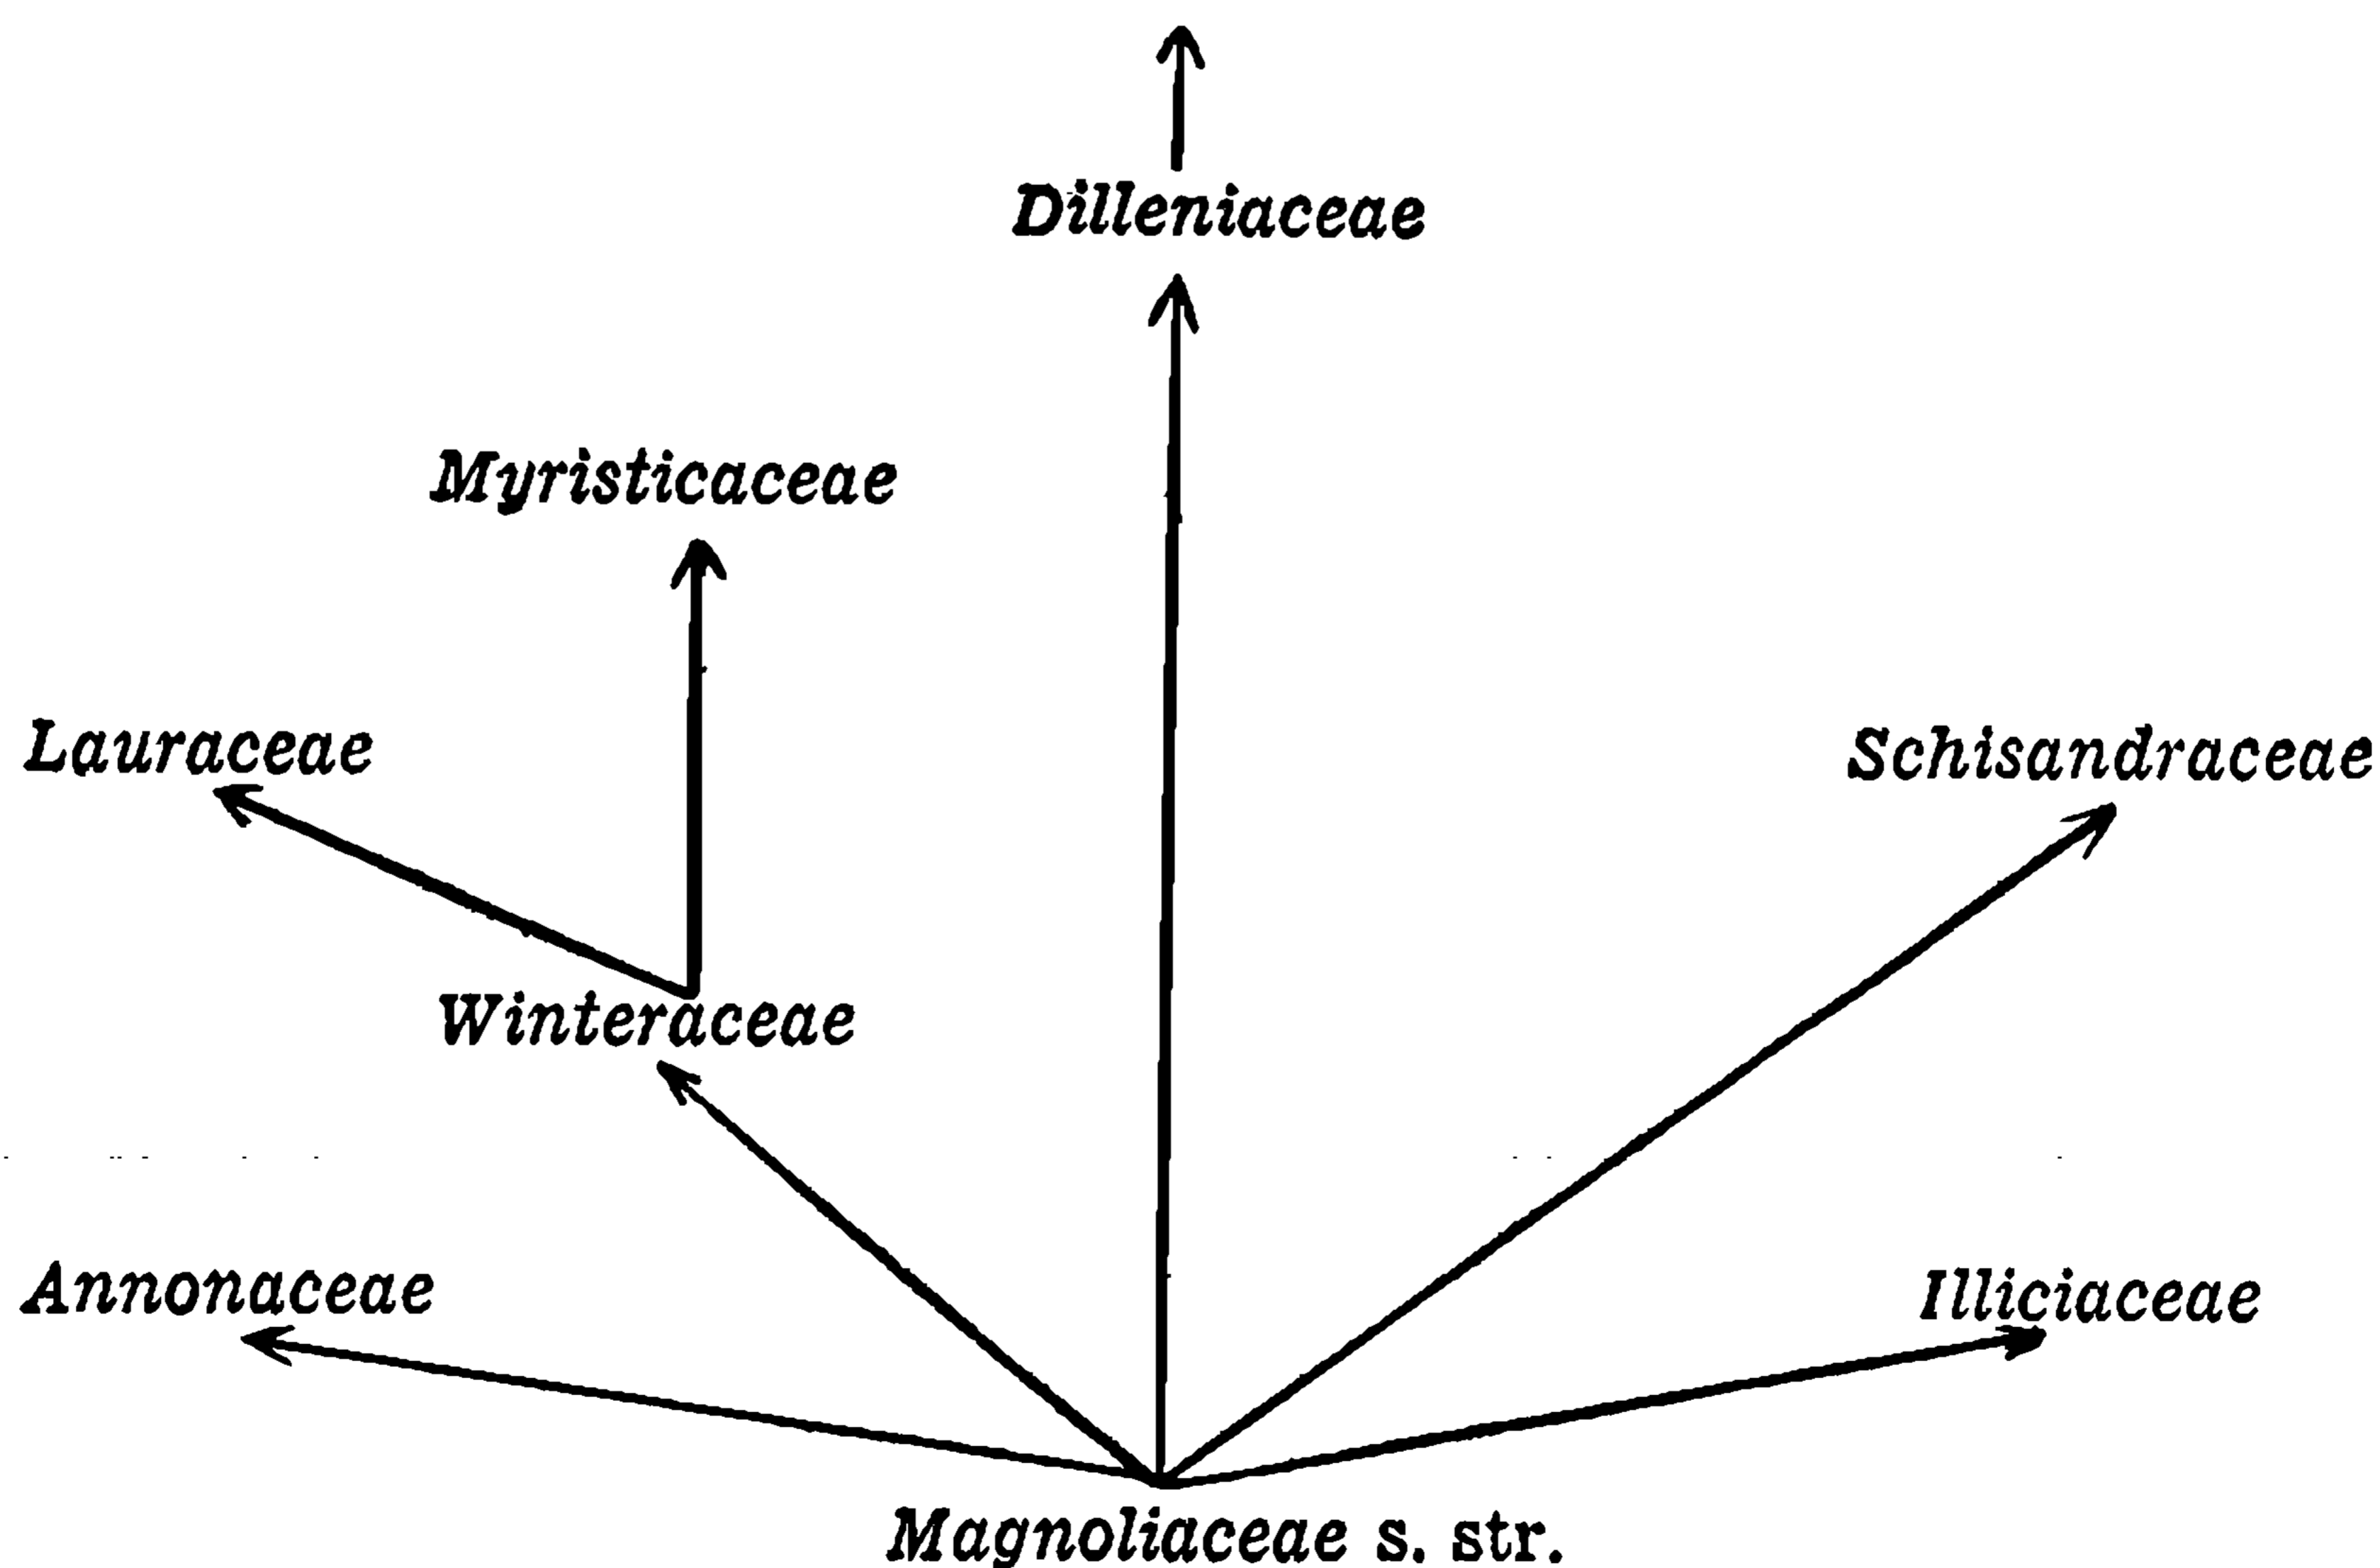 Dilleniaceae
Myristicaceae
Lauraceae
Schisandraceae
Winteraceae
Annonaceae
Illiciaceae
Magnoliaceae s. str.